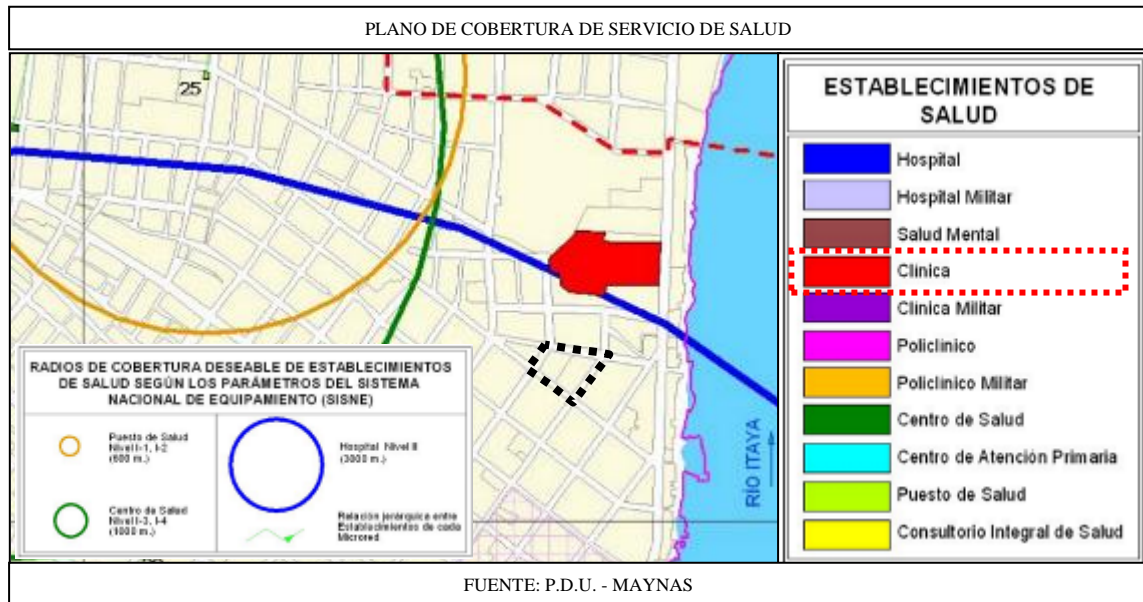 PLANO DE COBERTURA DE SERVICIO DE SALUD
25
RÍO ITAYA
RADIOS DE COBERTURA DESEABLE DE ESTABLECIMIENTOS
DE SALUD SEGÚN LOS PARÁMETROS DEL SISTEMA
NACIONAL DE EQUIPAMIENTO (SISNE)
Puesto de Salud
Nivel I-1, I-2
(600 m.)
Centro de Salud
Nivel I-3, I-4
(1000 m.)
Hospital Nivel II
(3000 m.)
Relación jerárquica entre
Establecimientos de cada
Microred
ESTABLECIMIENTOS DE
SALUD
Hospital
Hospital Militar
Salud Mental
Clínica
Clínica Militar
Policlínico
Policlínico Militar
Centro de Salud
Centro de Atención Primaria
Puesto de Salud
Consultorio Integral de Salud
FUENTE: P.D.U. - MAYNAS